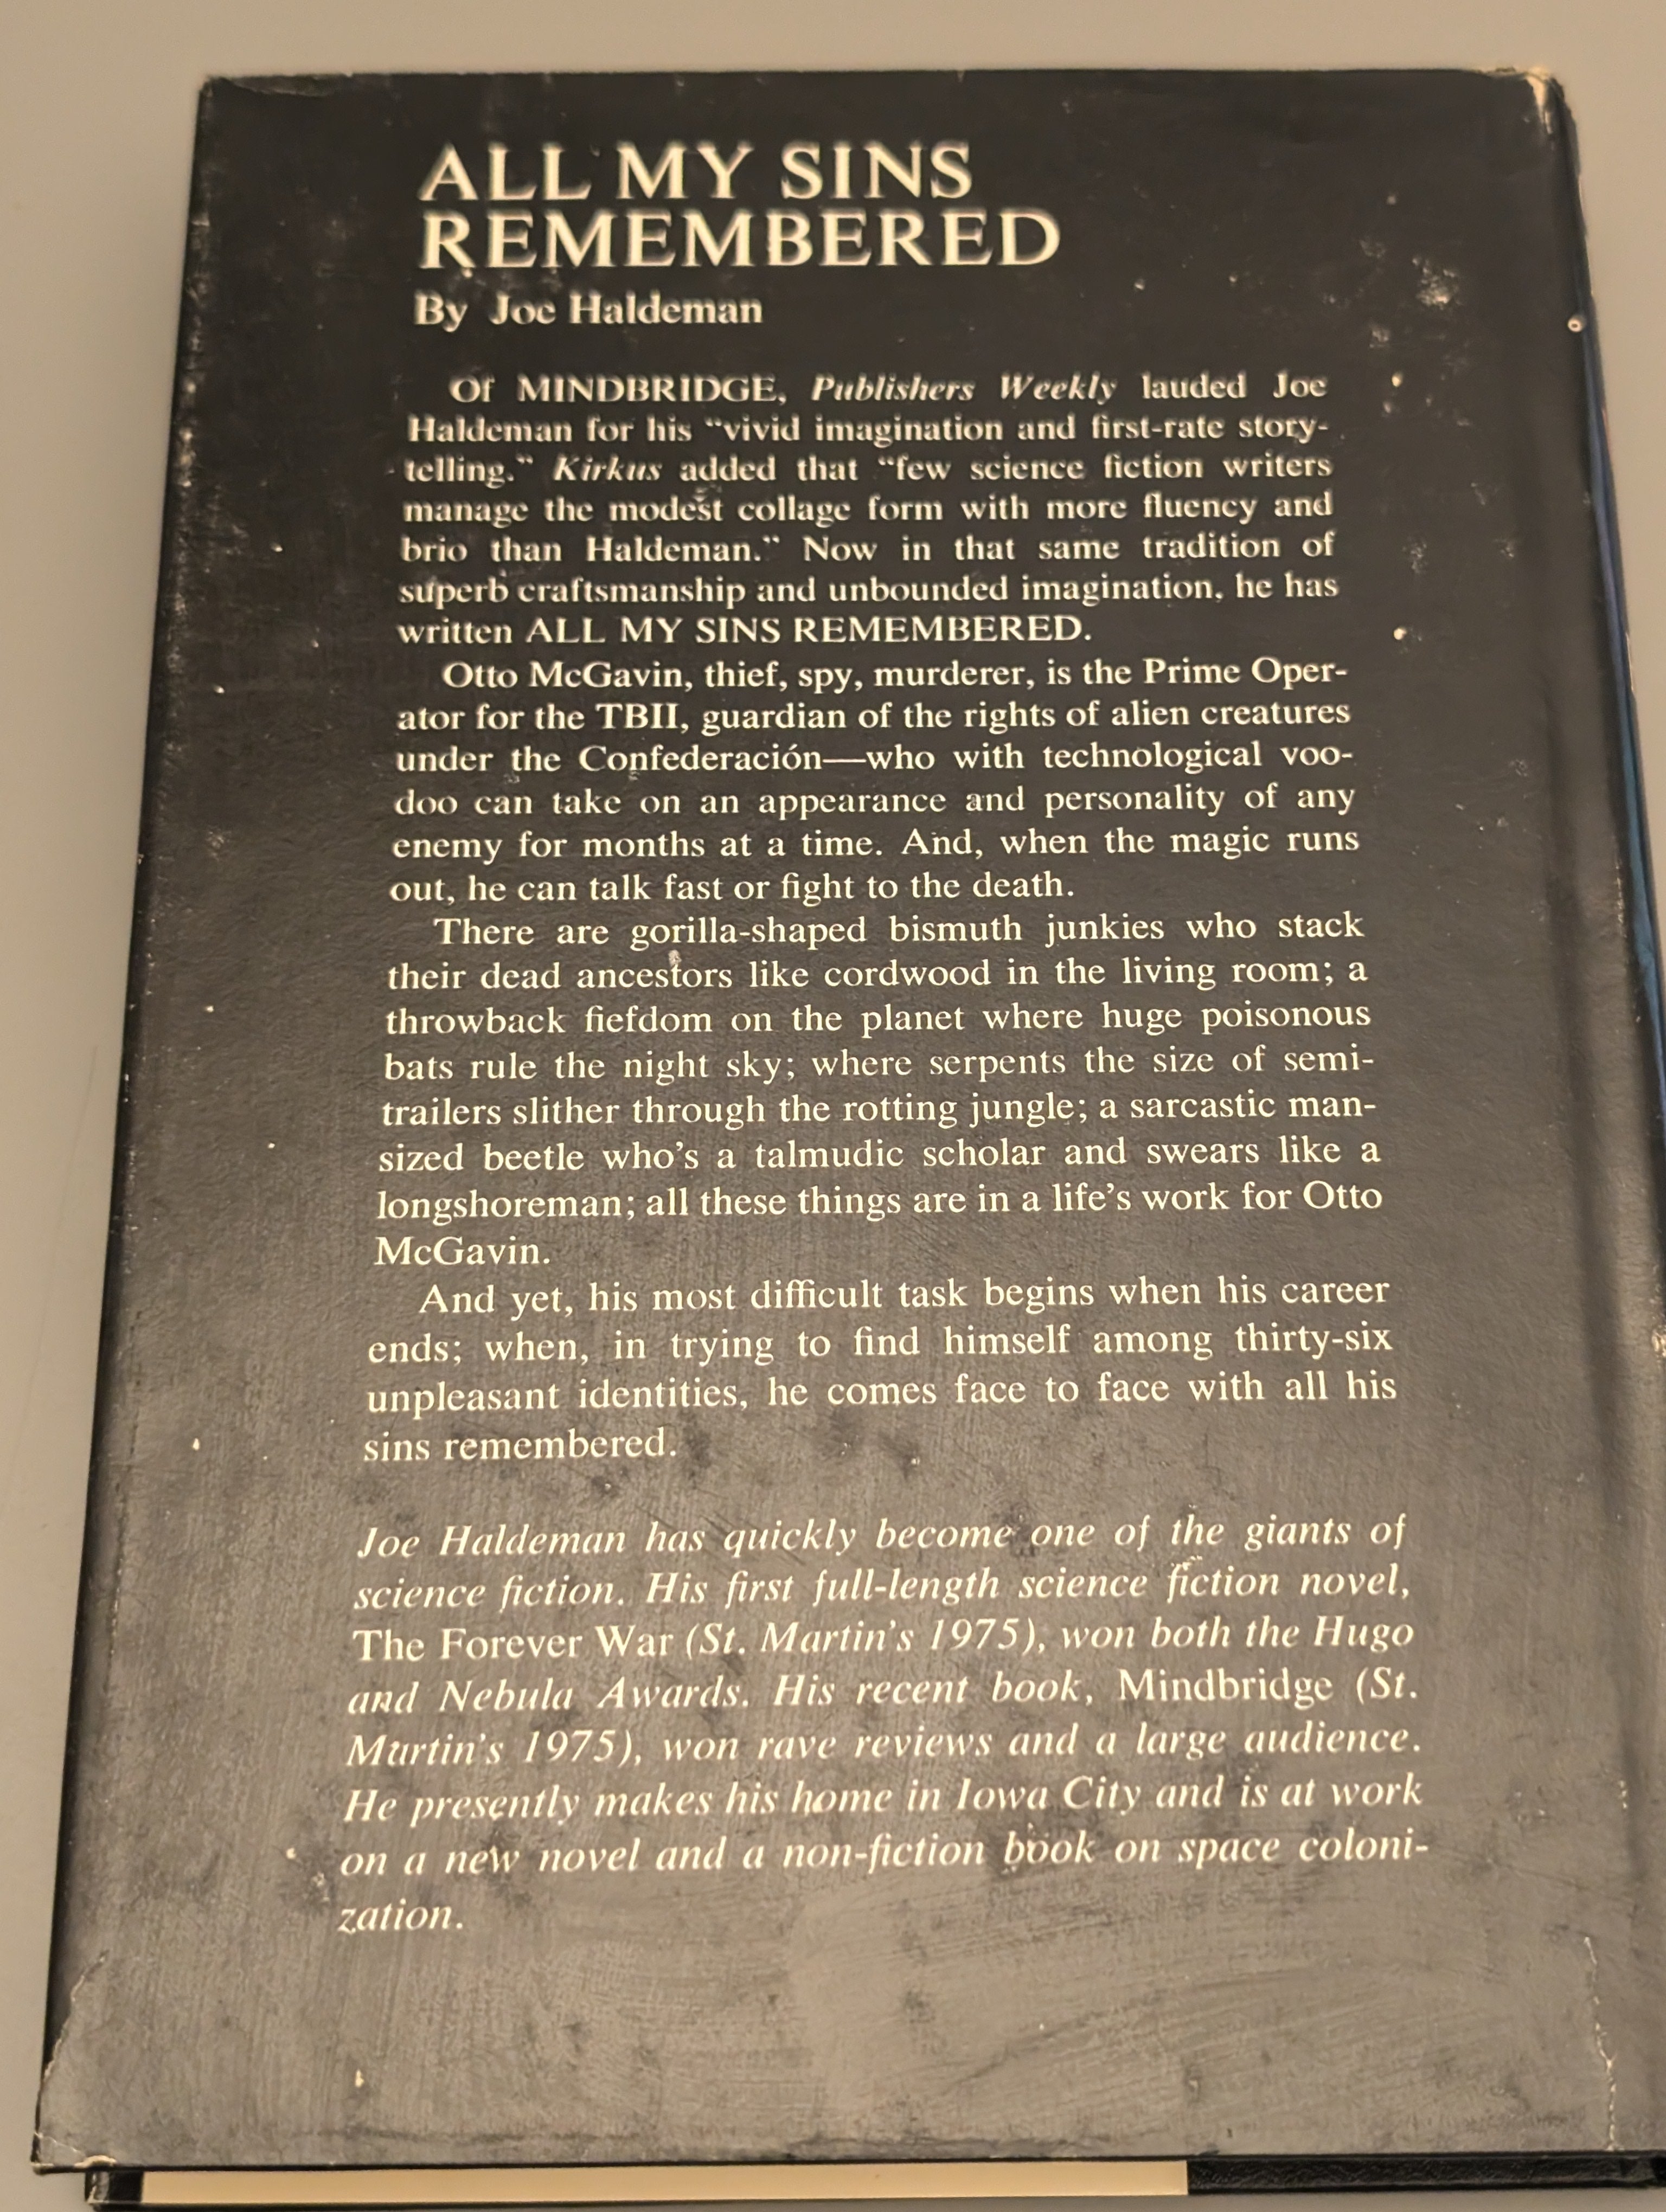 ALL MY SINS
REMEMBERED
By Joe Haldeman
Of MINDBRIDGE, Publishers Weekly lauded Joe
Haldeman for his “vivid imagination and first-rate story-
telling.” Kirkus added that “few science fiction writers
manage the modest collage form with more fluency and
brio than Haldeman.” Now in that same tradition of
superb craftsmanship and unbounded imagination, he has
written ALL MY SINS REMEMBERED.
Otto McGavin, thief, spy, murderer, is the Prime Oper-
ator for the TBII, guardian of the rights of alien creatures
under the Confederación—who with technological voo-
doo can take on an appearance and personality of any
enemy for months at a time. And, when the magic runs
out, he can talk fast or fight to the death.
There are gorilla-shaped bismuth junkies who stack
their dead ancestors like cordwood in the living room; a
throwback fiefdom on the planet where huge poisonous
bats rule the night sky; where serpents the size of semi-
trailers slither through the rotting jungle; a sarcastic man-
sized beetle who’s a talmudic scholar and swears like a
longshoreman; all these things are in a life’s work for Otto
McGavin.
And yet, his most difficult task begins when his career
ends; when, in trying to find himself among thirty-six
unpleasant identities, he comes face to face with all his
sins remembered.
Joe Haldeman has quickly become one of the giants of
science fiction. His first full-length science fiction novel,
The Forever War (St. Martin’s 1975), won both the Hugo
and Nebula Awards. His recent book, Mindbridge (St.
Martin’s 1975), won rave reviews and a large audience.
He presently makes his home in Iowa City and is at work
on a new novel and a non-fiction book on space coloni-
zation.